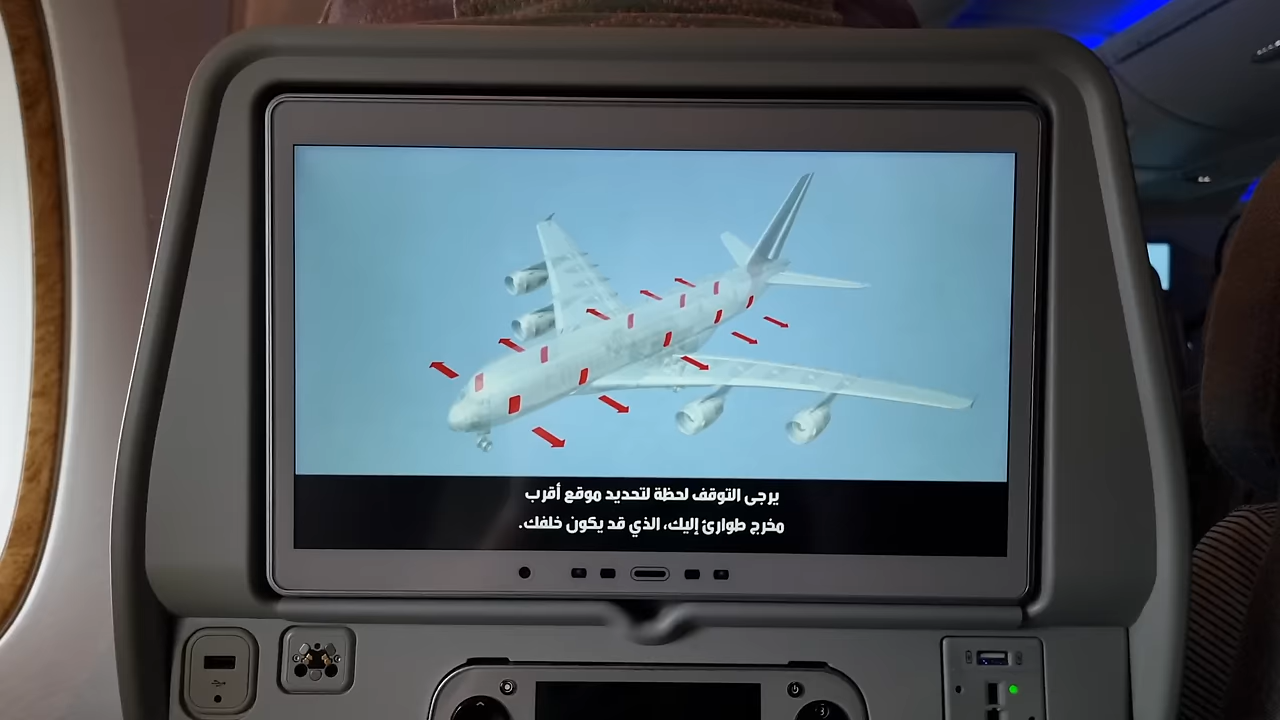 يرجى التوقف لحظة لتحديد موقع أقرب
مخرج طوارئ إليك، الذي قد يكون خلفك.